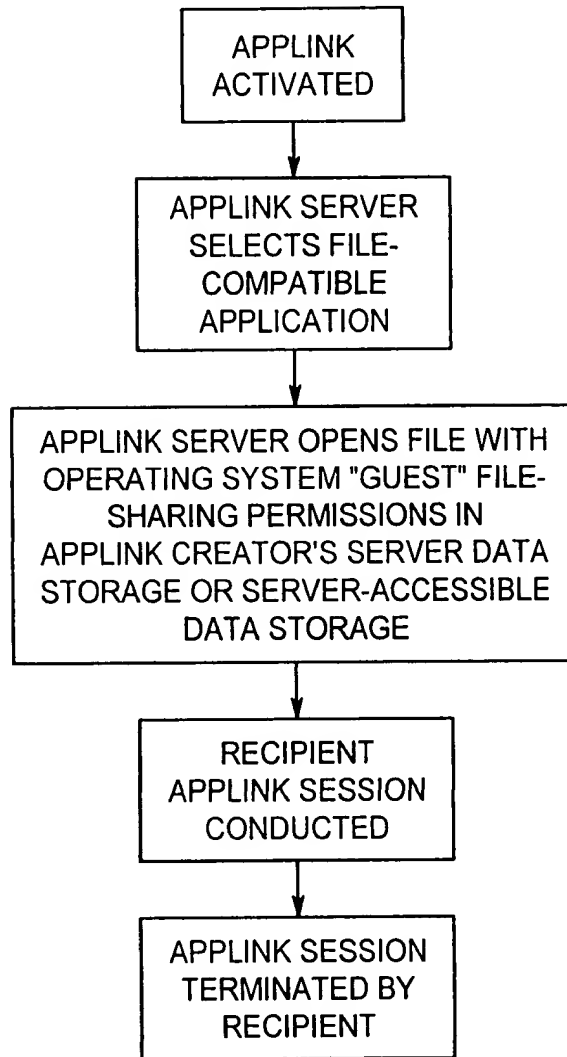 APPLINK
ACTIVATED
APPLINK SERVER
SELECTS FILE-
COMPATIBLE
APPLICATION
APPLINK SERVER OPENS FILE WITH
OPERATING SYSTEM "GUEST" FILE-
SHARING PERMISSIONS IN
APPLINK CREATOR'S SERVER DATA
STORAGE OR SERVER-ACCESSIBLE
DATA STORAGE
RECIPIENT
APPLINK SESSION
CONDUCTED
APPLINK SESSION
TERMINATED BY
RECIPIENT